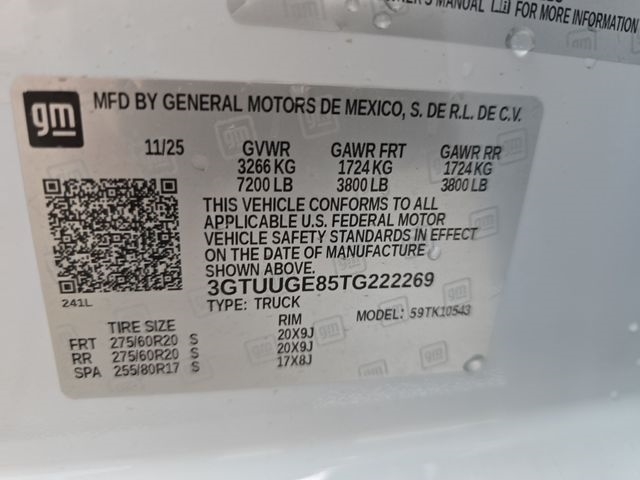 OWNER'S MANUAL FOR MORE INFORMATION
gm
MFD BY GENERAL MOTORS DE MEXICO, S. DE R.L. DE C.V.
11/25 GVWR GAWR FRT GAWR RR
3266 KG 1724 KG 1724 KG
7200 LB 3800 LB 3800 LB
THIS VEHICLE CONFORMS TO ALL
APPLICABLE U.S. FEDERAL MOTOR
VEHICLE SAFETY STANDARDS IN EFFECT
ON THE DATE OF MANUFACTURE
SHOWN ABOVE.
3GTUUGE85TG222269
241L
TYPE: TRUCK
MODEL: 59TK10543
TIRE SIZE RIM
FRT 275/60R20 S 20X9J
RR 275/60R20 S 20X9J
SPA 255/80R17 S 17X8J